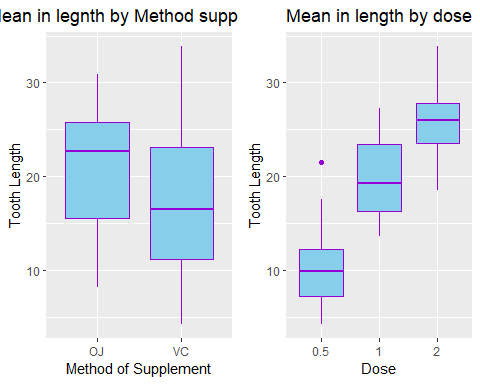 ean in legnth by Method supp
Tooth Length
30
20
10
OJ VC
Method of Supplement
Mean in length by dose
Tooth Length
30
20
10
0.5 1 2
Dose